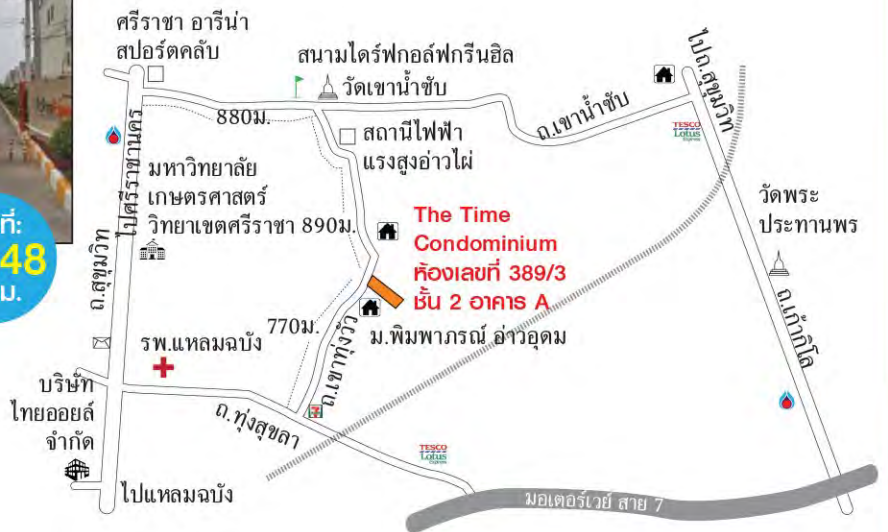 ศรีราชา อารีน่า
สปอร์ตคลับ
สนามไดร์ฟกอล์ฟกรีนฮิล
วัดเขาน้ำซับ
ไปถ.สุขุมวิท
880ม.
ถ.เขาน้ำซับ
TESCO
Lotus
สถานีไฟฟ้า
แรงสูงอ่าวไผ่
ไปศรีราชานคร
มหาวิทยาลัย
เกษตรศาสตร์
วิทยาเขตศรีราชา 890ม.
วัดพระ
ประทานพร
ที่:
48
ม.
The Time
Condominium
ห้องเลขที่ 389/3
ชั้น 2 อาคาร A
ถ.สุขุมวิท
770ม.
ม.พิมพาภรณ์ อ่าวอุดม
ถ.เก้ากิโล
รพ.แหลมฉบัง
ถ.เขาทุ่งวัว
บริษัท
ไทยออยล์
จำกัด
7
ถ.ทุ่งสุขลา
TESCO
Lotus
ไปแหลมฉบัง
มอเตอร์เวย์ สาย 7